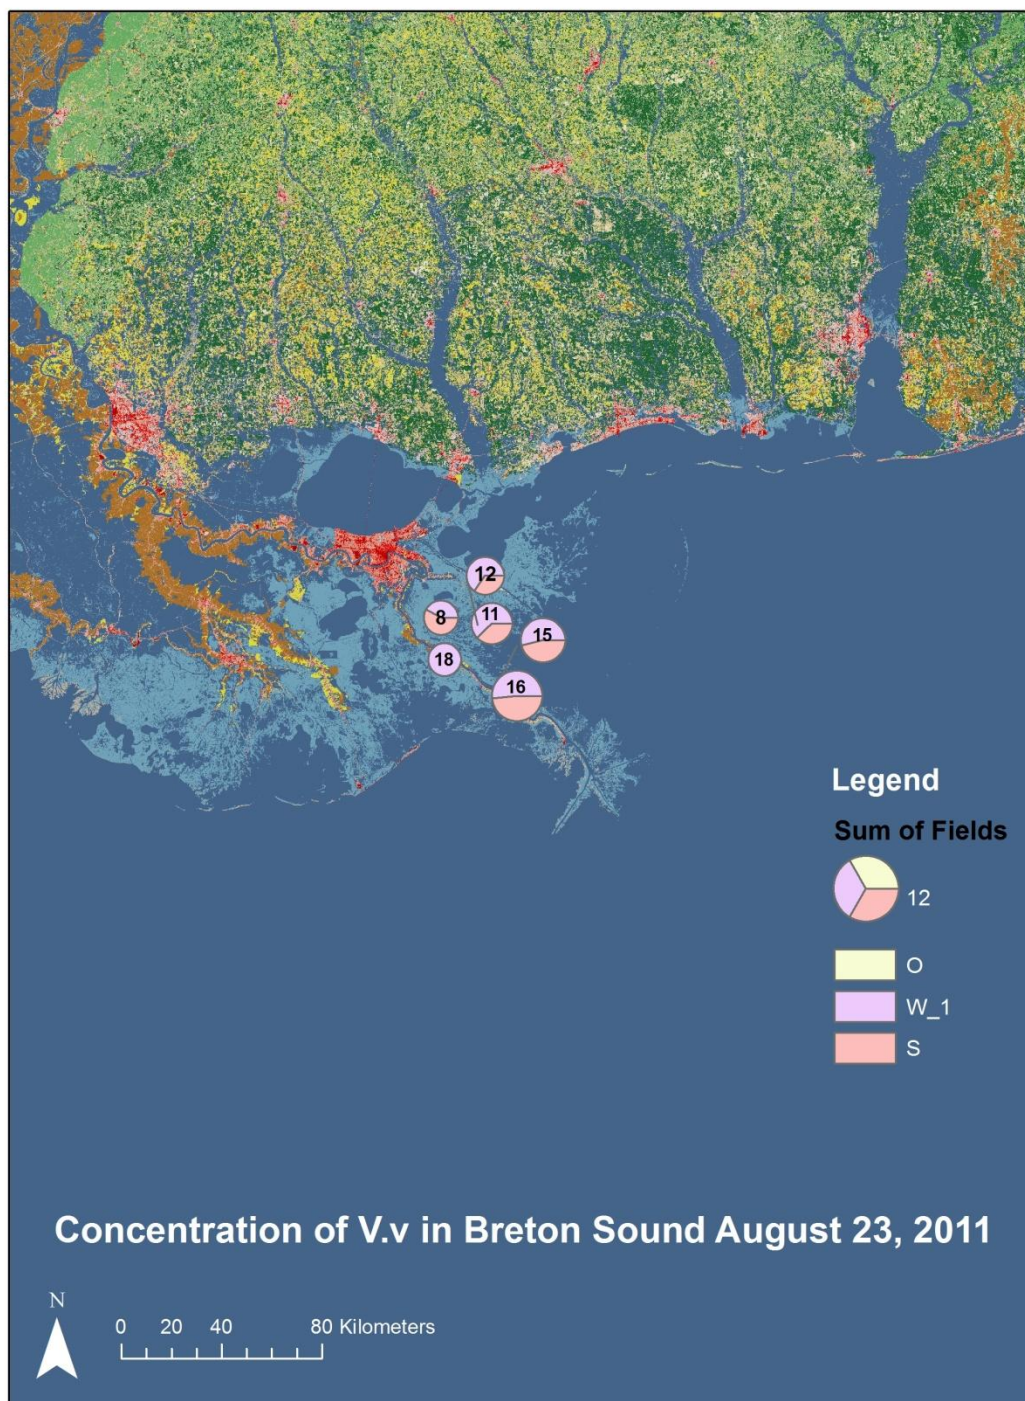 12
8
11
15
18
16
Legend
Sum of Fields
12
O
W_1
S
Concentration of V.v in Breton Sound August 23, 2011
N
0 20 40 80 Kilometers